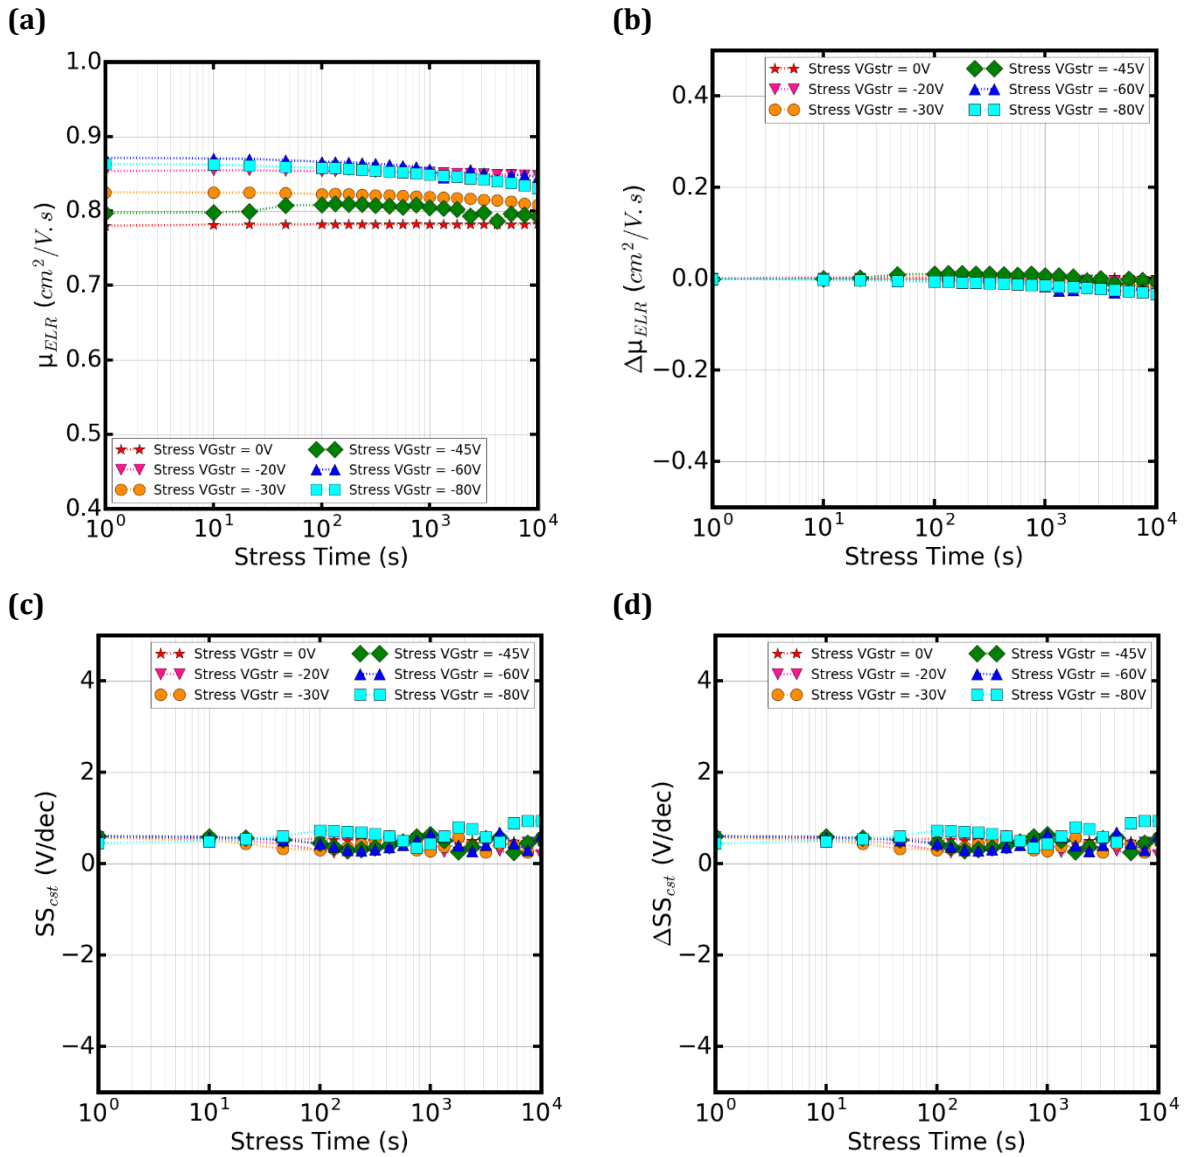 (a)
1.0
0.9
0.8
0.7
0.6
0.5
0.4
μ_ELR (cm²/V.s)
Stress VGstr = 0V
Stress VGstr = -20V
Stress VGstr = -30V
Stress VGstr = -45V
Stress VGstr = -60V
Stress VGstr = -80V
10⁰ 10¹ 10² 10³ 10⁴
Stress Time (s)
(b)
Stress VGstr = 0V
Stress VGstr = -20V
Stress VGstr = -30V
Stress VGstr = -45V
Stress VGstr = -60V
Stress VGstr = -80V
0.4
0.2
0.0
−0.2
−0.4
Δμ_ELR (cm²/V.s)
10⁰ 10¹ 10² 10³ 10⁴
Stress Time (s)
(c)
Stress VGstr = 0V
Stress VGstr = -20V
Stress VGstr = -30V
Stress VGstr = -45V
Stress VGstr = -60V
Stress VGstr = -80V
4
2
0
−2
−4
SS_cst (V/dec)
10⁰ 10¹ 10² 10³ 10⁴
Stress Time (s)
(d)
Stress VGstr = 0V
Stress VGstr = -20V
Stress VGstr = -30V
Stress VGstr = -45V
Stress VGstr = -60V
Stress VGstr = -80V
4
2
0
−2
−4
ΔSS_cst (V/dec)
10⁰ 10¹ 10² 10³ 10⁴
Stress Time (s)